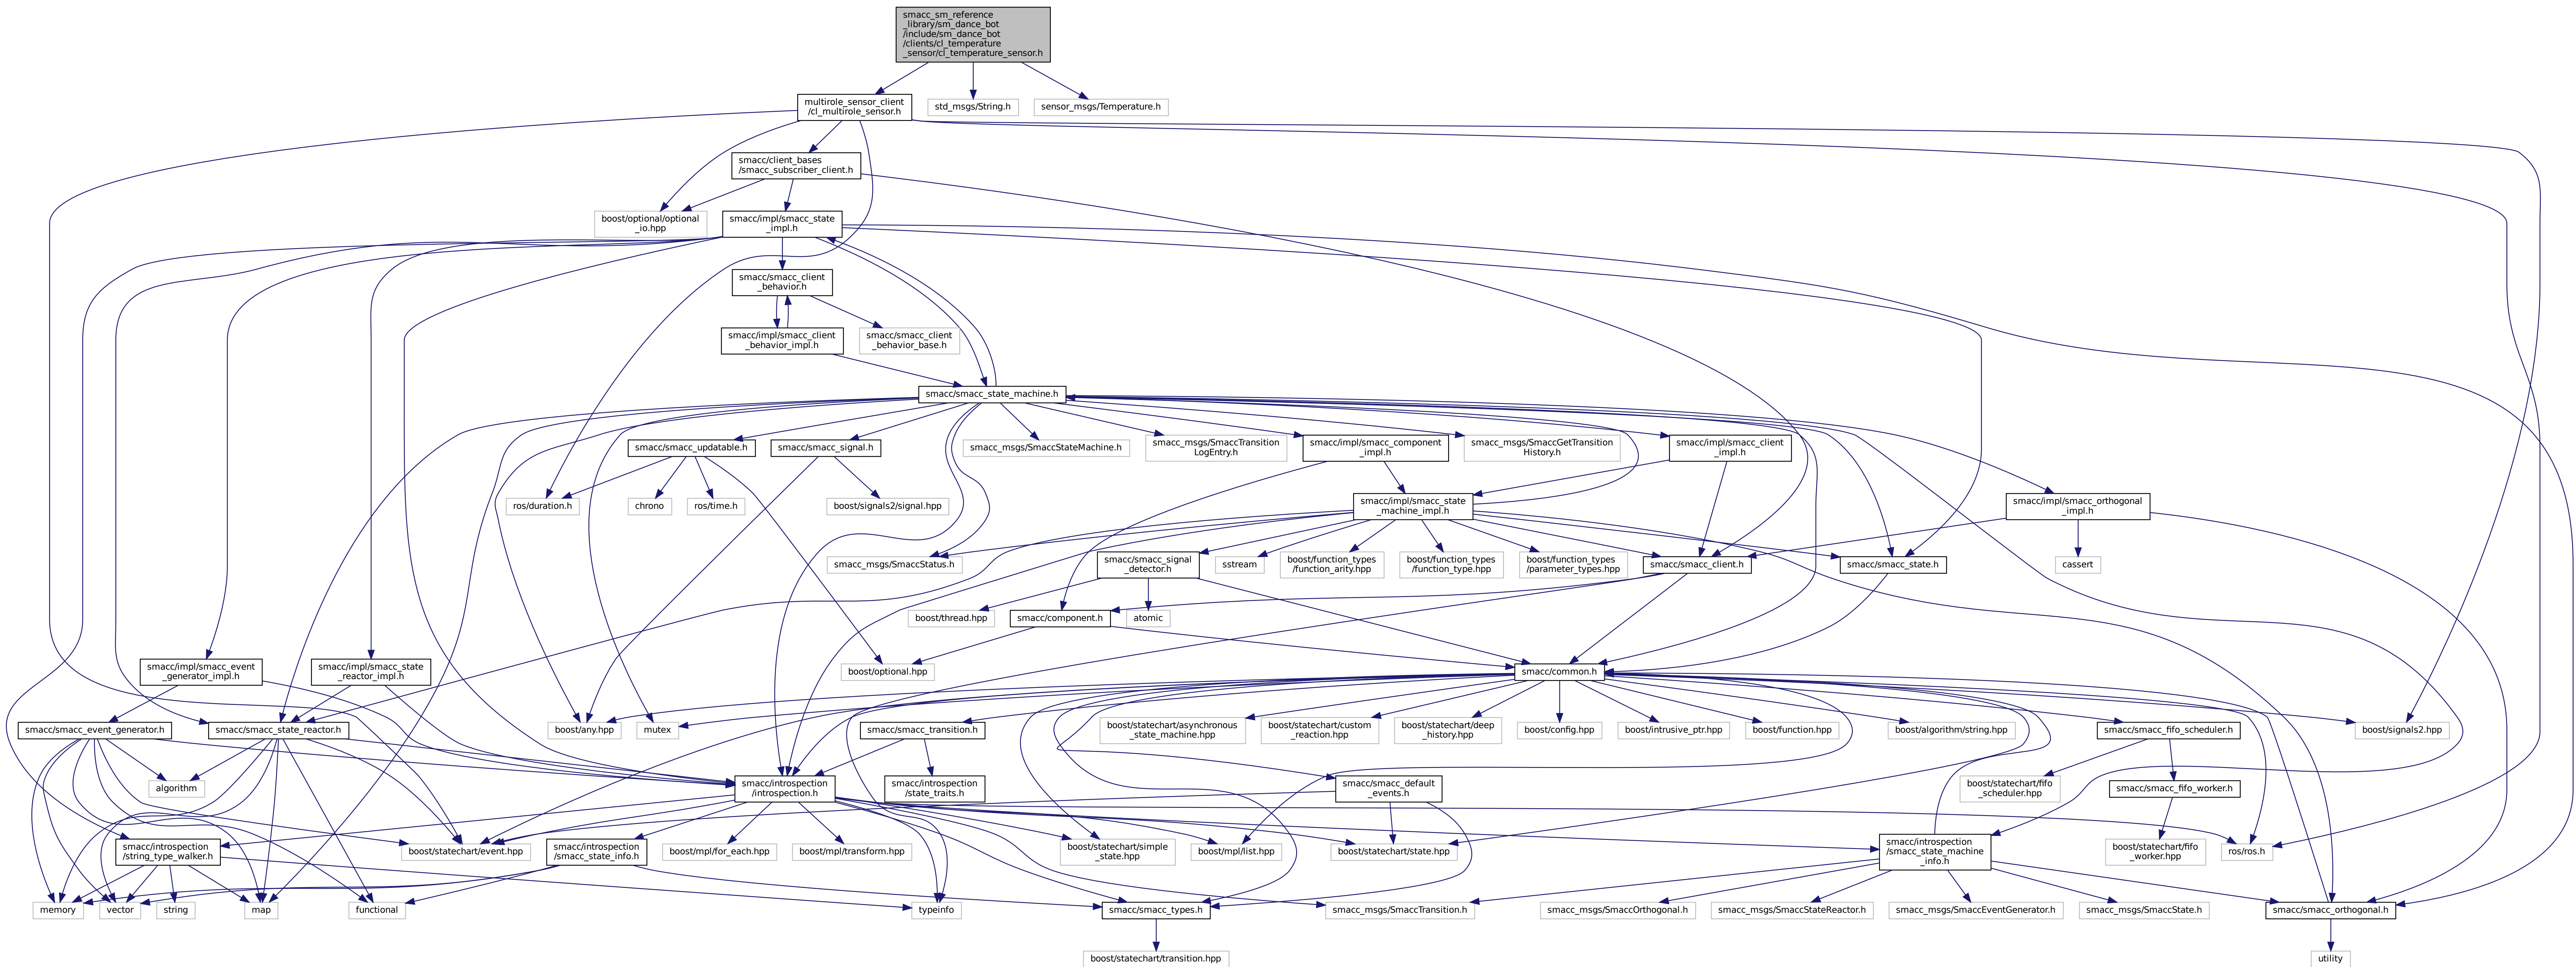 smacc_sm_reference
_library/sm_dance_bot
/include/sm_dance_bot
/clients/cl_temperature
_sensor/cl_temperature_sensor.h
multirole_sensor_client
/cl_multirole_sensor.h
std_msgs/String.h
sensor_msgs/Temperature.h
smacc/client_bases
/smacc_subscriber_client.h
boost/optional/optional
_io.hpp
smacc/impl/smacc_state
_impl.h
smacc/smacc_client
_behavior.h
smacc/impl/smacc_client
_behavior_impl.h
smacc/smacc_client
_behavior_base.h
smacc/smacc_state_machine.h
smacc/smacc_updatable.h
smacc/smacc_signal.h
smacc_msgs/SmaccStateMachine.h
smacc_msgs/SmaccTransition
LogEntry.h
smacc/impl/smacc_component
_impl.h
smacc_msgs/SmaccGetTransition
History.h
smacc/impl/smacc_client
_impl.h
ros/duration.h
chrono
ros/time.h
boost/signals2/signal.hpp
smacc/impl/smacc_state
_machine_impl.h
smacc/impl/smacc_orthogonal
_impl.h
smacc_msgs/SmaccStatus.h
smacc/smacc_signal
_detector.h
sstream
boost/function_types
/function_arity.hpp
boost/function_types
/function_type.hpp
boost/function_types
/parameter_types.hpp
smacc/smacc_client.h
smacc/smacc_state.h
cassert
boost/thread.hpp
smacc/component.h
atomic
smacc/impl/smacc_event
_generator_impl.h
smacc/impl/smacc_state
_reactor_impl.h
boost/optional.hpp
smacc/common.h
smacc/smacc_event_generator.h
smacc/smacc_state_reactor.h
boost/any.hpp
mutex
smacc/smacc_transition.h
boost/statechart/asynchronous
_state_machine.hpp
boost/statechart/custom
_reaction.hpp
boost/statechart/deep
_history.hpp
boost/config.hpp
boost/intrusive_ptr.hpp
boost/function.hpp
boost/algorithm/string.hpp
smacc/smacc_fifo_scheduler.h
boost/signals2.hpp
algorithm
smacc/introspection
/introspection.h
smacc/introspection
/state_traits.h
smacc/smacc_default
_events.h
boost/statechart/fifo
_scheduler.hpp
smacc/smacc_fifo_worker.h
smacc/introspection
/string_type_walker.h
boost/statechart/event.hpp
smacc/introspection
/smacc_state_info.h
boost/mpl/for_each.hpp
boost/mpl/transform.hpp
boost/statechart/simple
_state.hpp
boost/mpl/list.hpp
boost/statechart/state.hpp
smacc/introspection
/smacc_state_machine
_info.h
boost/statechart/fifo
_worker.hpp
ros/ros.h
memory
vector
string
map
functional
typeinfo
smacc/smacc_types.h
smacc_msgs/SmaccTransition.h
smacc_msgs/SmaccOrthogonal.h
smacc_msgs/SmaccStateReactor.h
smacc_msgs/SmaccEventGenerator.h
smacc_msgs/SmaccState.h
smacc/smacc_orthogonal.h
boost/statechart/transition.hpp
utility